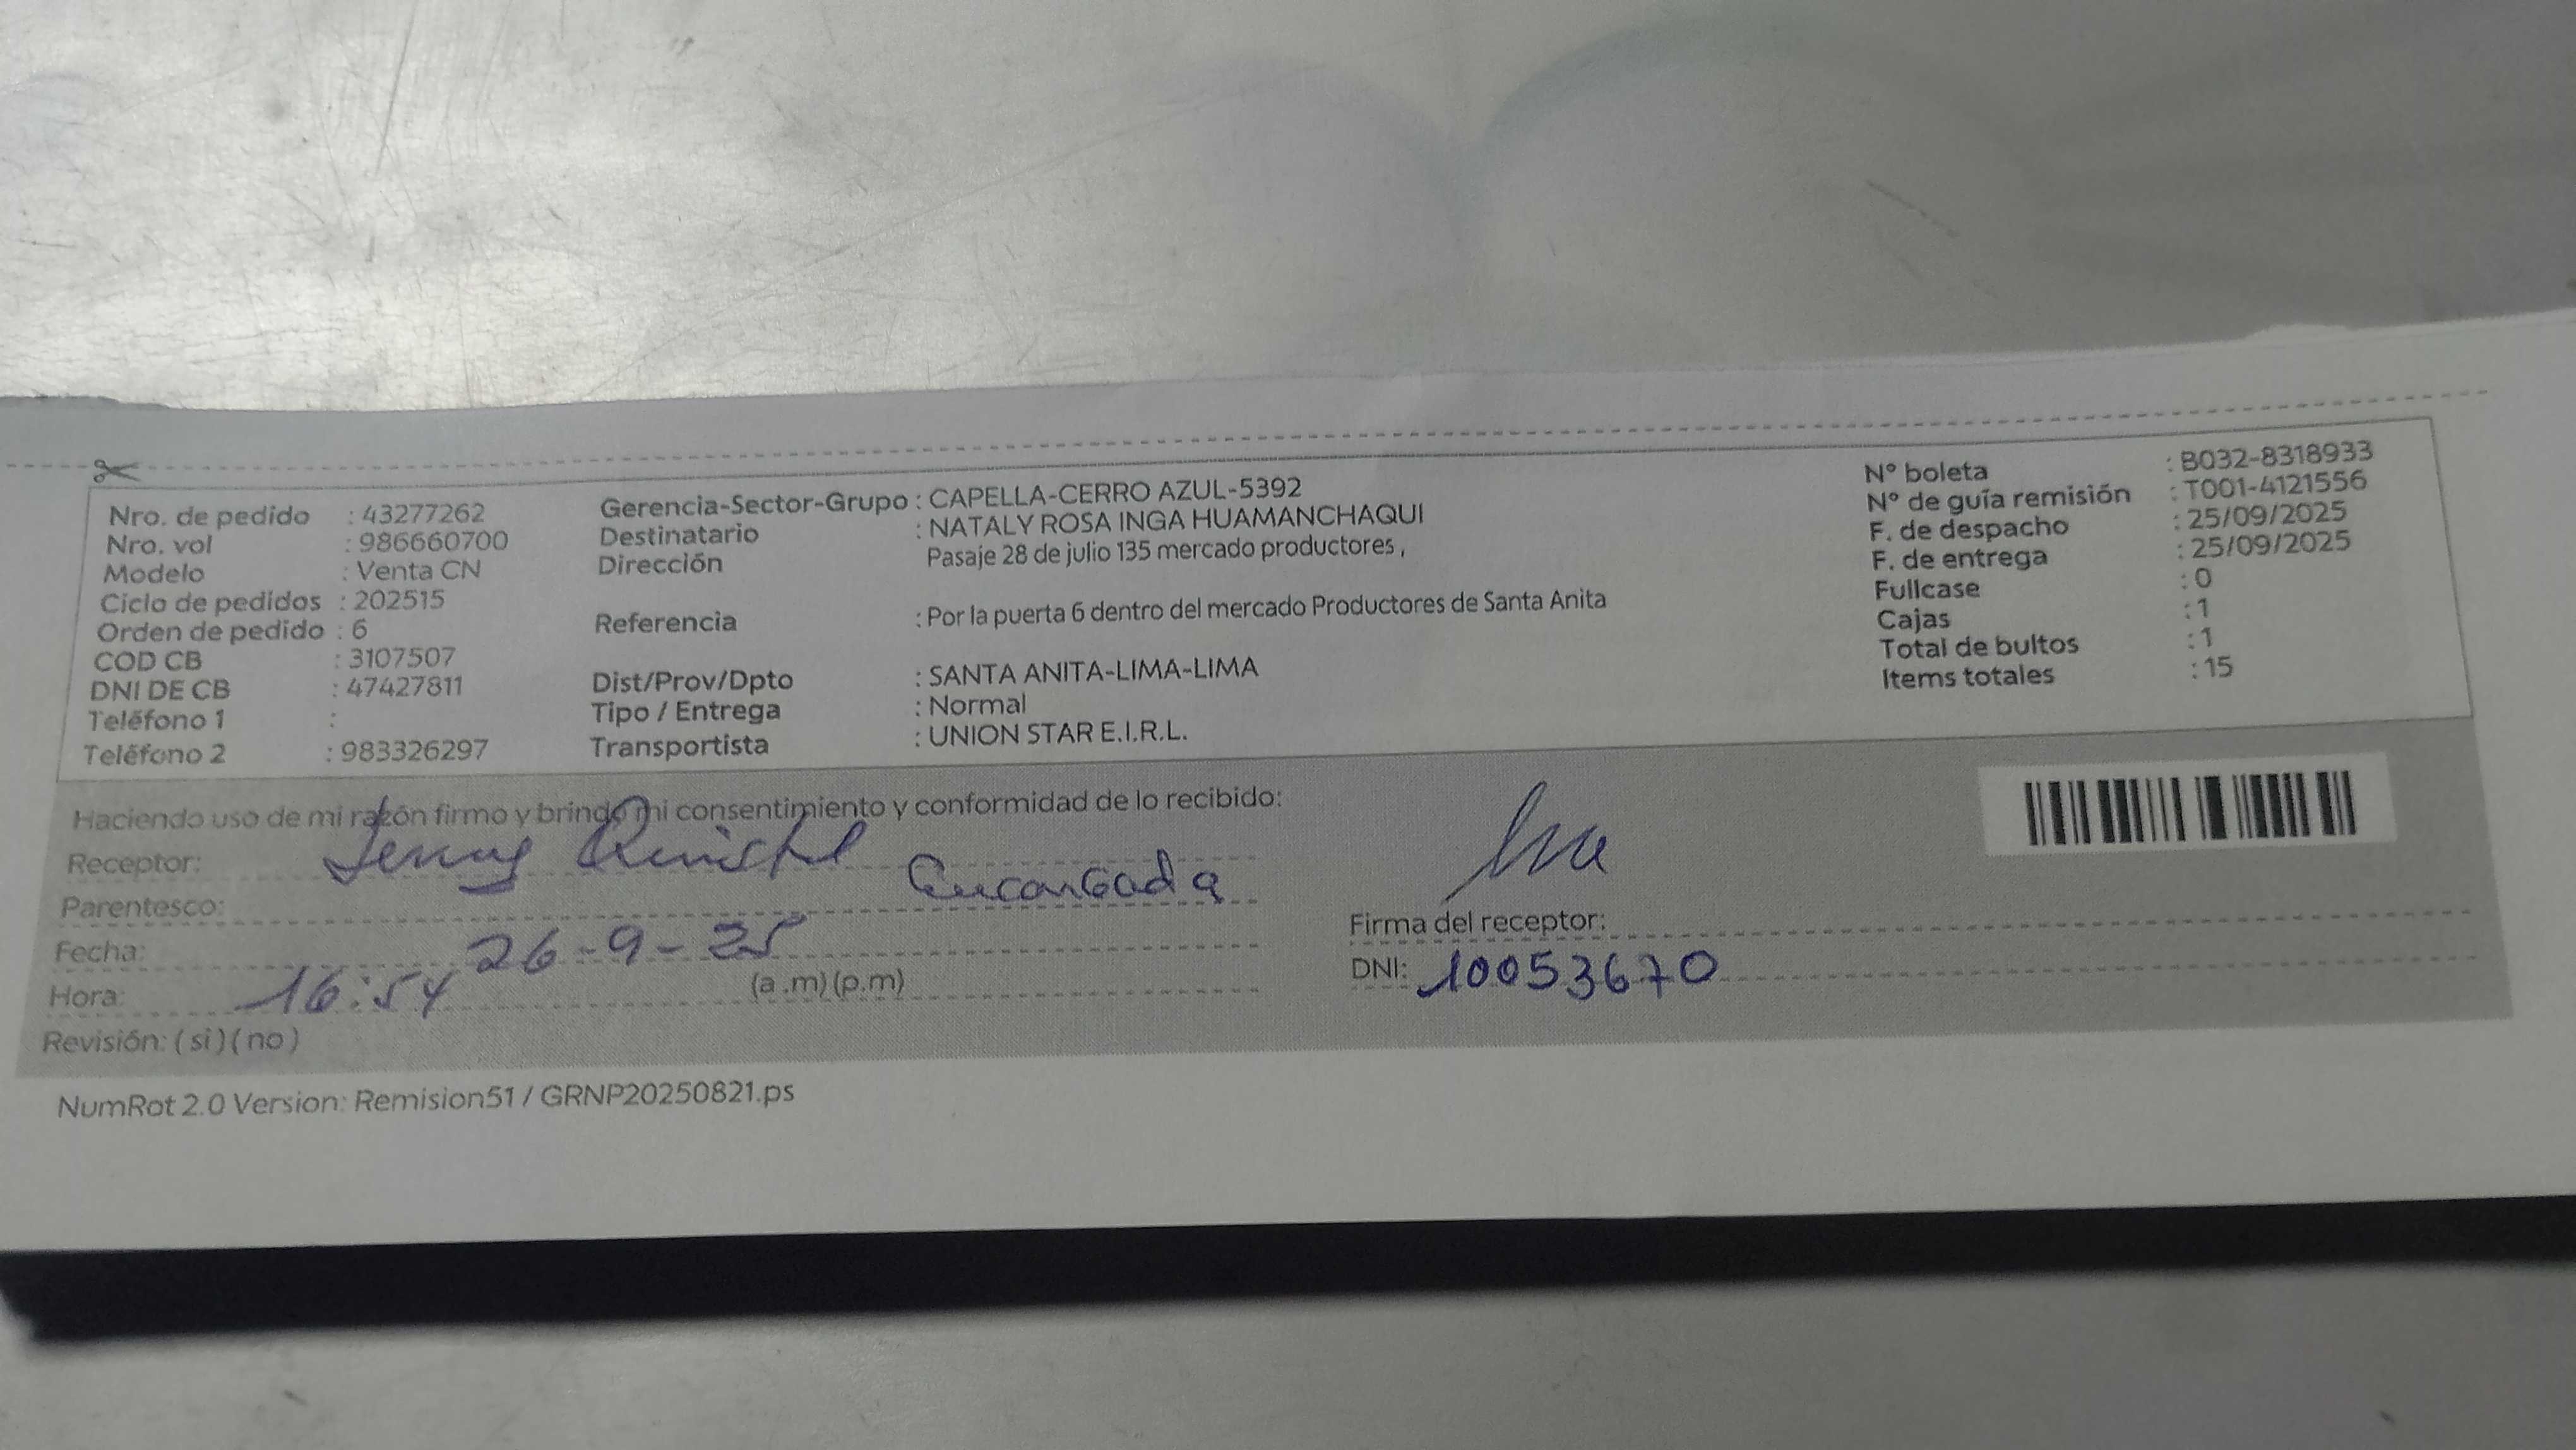 Nro. de pedido : 43277262
Nro. vol : 986660700
Modelo : Venta CN
Ciclo de pedidos : 202515
Orden de pedido : 6
COD CB : 3107507
DNI DE CB : 47427811
Teléfono 1 :
Teléfono 2 : 983326297
Gerencia-Sector-Grupo : CAPELLA-CERRO AZUL-5392
Destinatario : NATALY ROSA INGA HUAMANCHAQUI
Dirección Pasaje 28 de julio 135 mercado productores ,
Referencia : Por la puerta 6 dentro del mercado Productores de Santa Anita
Dist/Prov/Dpto : SANTA ANITA-LIMA-LIMA
Tipo / Entrega : Normal
Transportista : UNION STAR E.I.R.L.
N° boleta : B032-8318933
N° de guía remisión : T001-4121556
F. de despacho : 25/09/2025
F. de entrega : 25/09/2025
Fullcase : 0
Cajas : 1
Total de bultos : 1
Items totales : 15
Haciendo uso de mi razón firmo y brindo mi consentimiento y conformidad de lo recibido:
Receptor: Jenny
Parentesco: Encargada
Fecha: 26-9-25
Hora: 16:54 (a .m) (p.m)
Revisión: ( si ) ( no )
Firma del receptor:
DNI: 10053670
NumRot 2.0 Version: Remision51 / GRNP20250821.ps